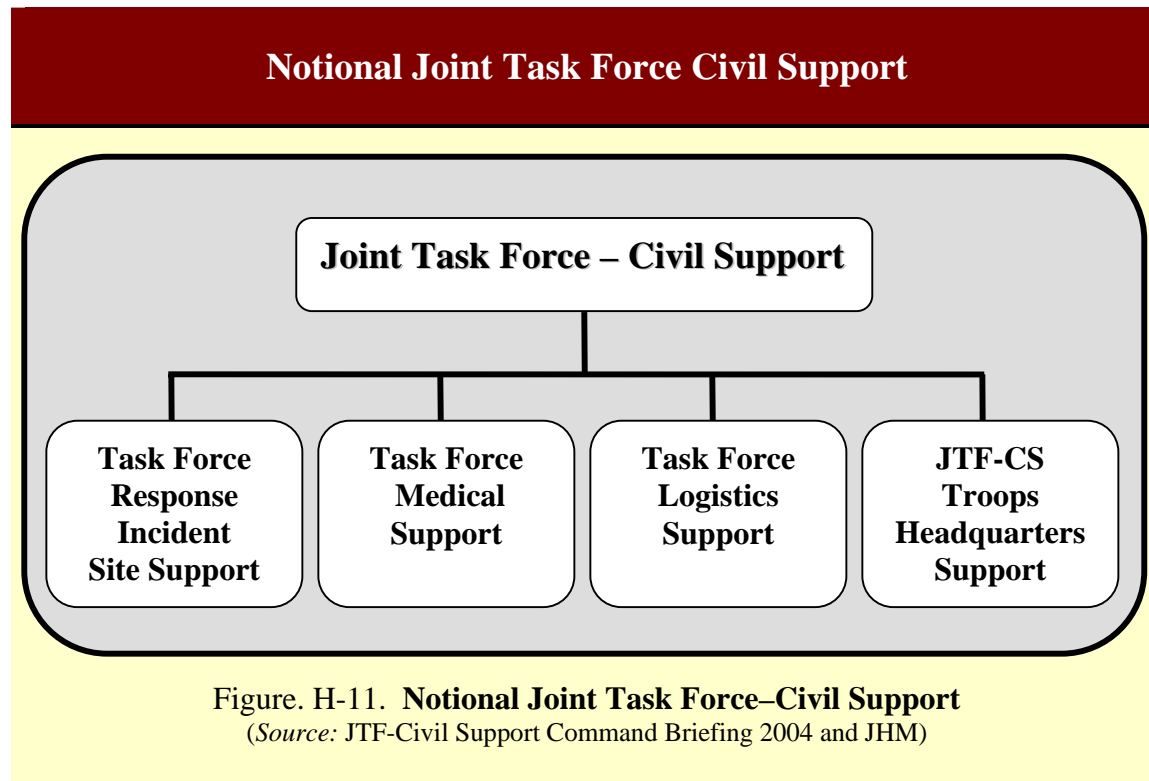 Notional Joint Task Force Civil Support
Joint Task Force – Civil Support
Task Force
Response
Incident
Site Support
Task Force
Medical
Support
Task Force
Logistics
Support
JTF-CS
Troops
Headquarters
Support
Figure. H-11. Notional Joint Task Force–Civil Support
(Source: JTF-Civil Support Command Briefing 2004 and JHM)